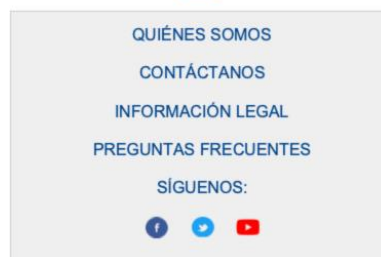 QUIÉNES SOMOS
CONTÁCTANOS
INFORMACIÓN LEGAL
PREGUNTAS FRECUENTES
SÍGUENOS: